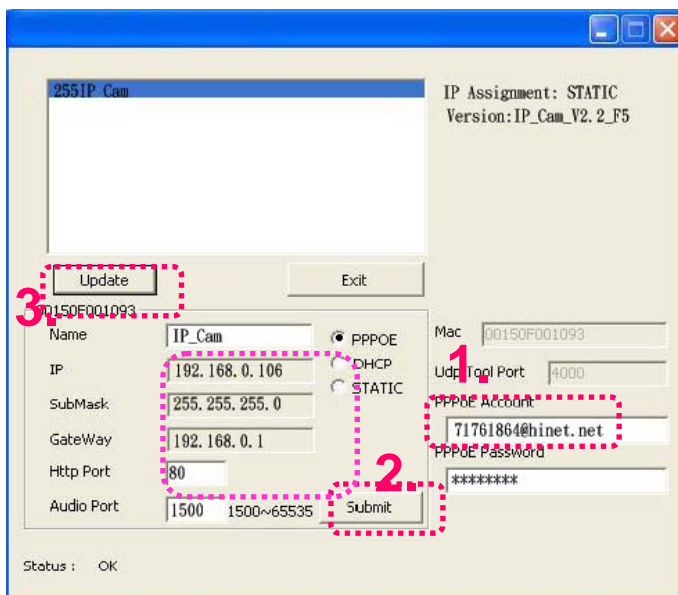 255IP Cam
IP Assignment: STATIC
Version:IP_Cam_V2.2_F5
Update
Exit
3.
00150F001093
Name IP_Cam PPPOE
Mac 00150F001093
1.
IP 192.168.0.106 DHCP
Udp Tool Port 4000
SubMask 255.255.255.0 STATIC
PPPoE Account
GateWay 192.168.0.1
71761864@hinet.net
PPPoE Password
2.
Http Port 80
********
Audio Port 1500 1500~65535 Submit
Status : OK